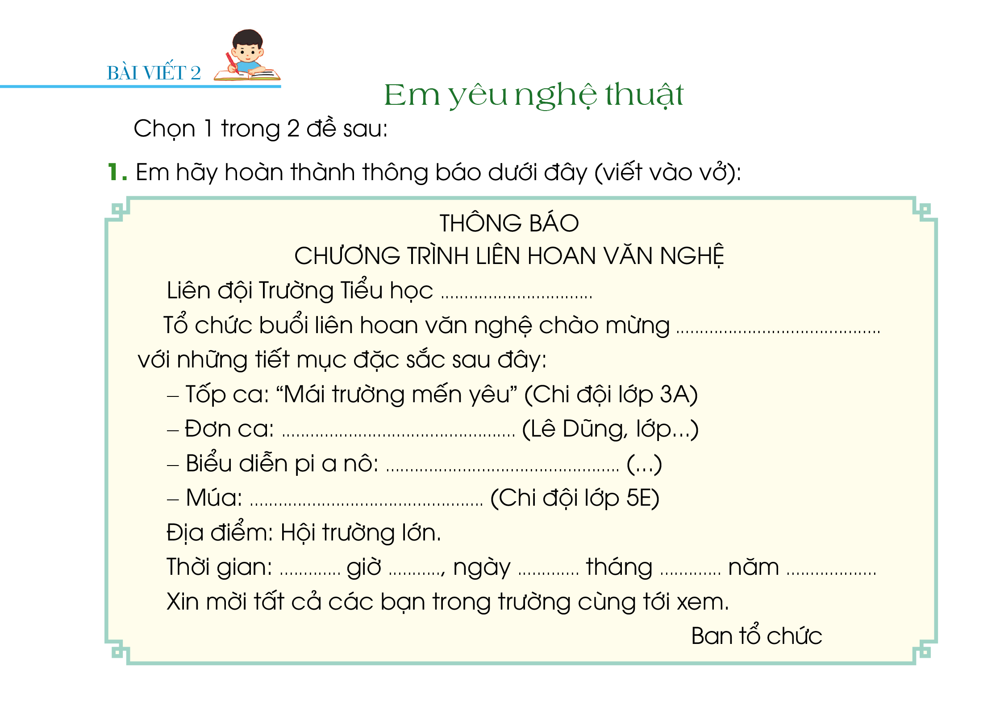 BÀI VIẾT 2
Em yêu nghệ thuật
Chọn 1 trong 2 đề sau:
1. Em hãy hoàn thành thông báo dưới đây (viết vào vở):
THÔNG BÁO
CHƯƠNG TRÌNH LIÊN HOAN VĂN NGHỆ
Liên đội Trường Tiểu học ................................
Tổ chức buổi liên hoan văn nghệ chào mừng ...........................................
với những tiết mục đặc sắc sau đây:
– Tốp ca: “Mái trường mến yêu” (Chi đội lớp 3A)
– Đơn ca: ................................................. (Lê Dũng, lớp...)
– Biểu diễn pi a nô: ................................................. (...)
– Múa: ................................................. (Chi đội lớp 5E)
Địa điểm: Hội trường lớn.
Thời gian: ............. giờ ..........., ngày ............. tháng ............. năm ...................
Xin mời tất cả các bạn trong trường cùng tới xem.
Ban tổ chức